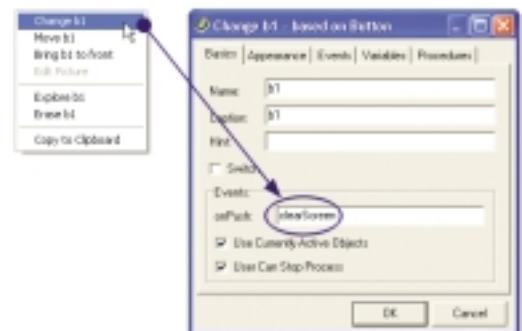 Change b1
Move b1
Bring b1 to front
Edit Picture
Explore b1
Erase b1
Copy to Clipboard
Change b1 - based on Button
Basics Appearance Events Variables Procedures
Name: b1
Caption: b1
Hint:
Switch
Events:
onPush: clearScreen
Use Currently Active Objects
User Can Stop Process
OK Cancel